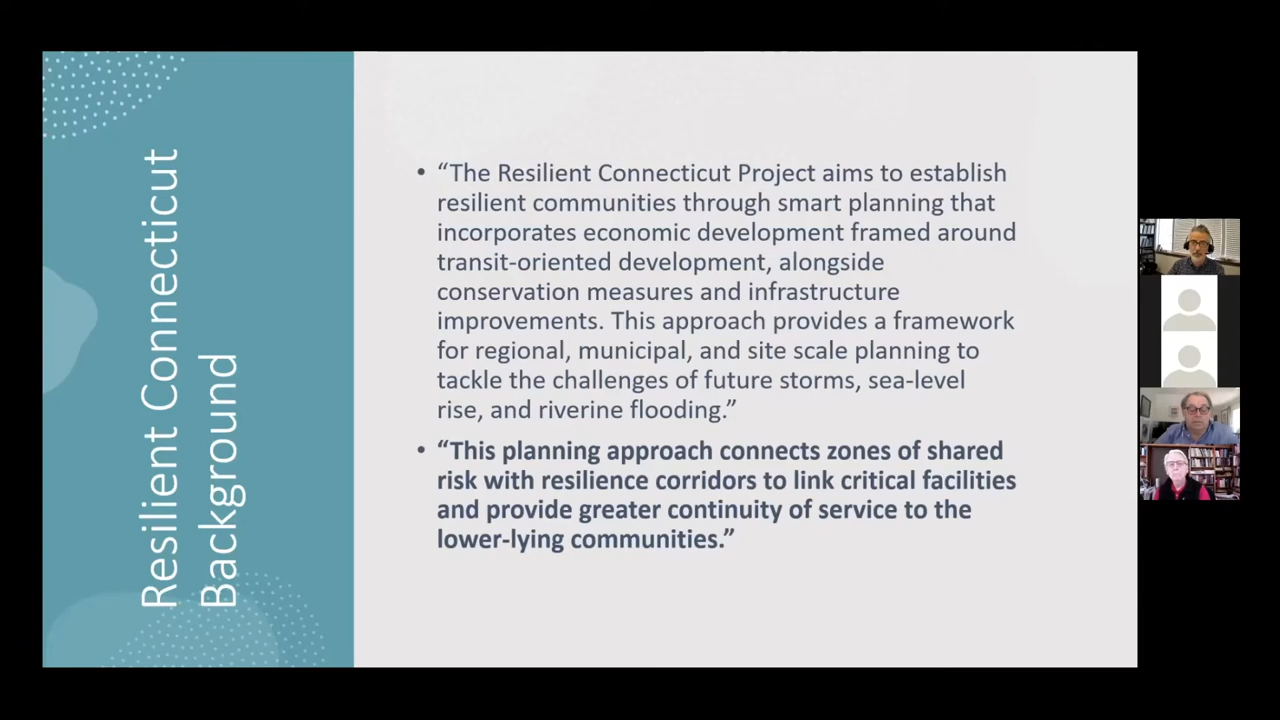 Resilient Connecticut
Background
• “The Resilient Connecticut Project aims to establish
resilient communities through smart planning that
incorporates economic development framed around
transit-oriented development, alongside
conservation measures and infrastructure
improvements. This approach provides a framework
for regional, municipal, and site scale planning to
tackle the challenges of future storms, sea-level
rise, and riverine flooding.”
• “This planning approach connects zones of shared
risk with resilience corridors to link critical facilities
and provide greater continuity of service to the
lower-lying communities.”